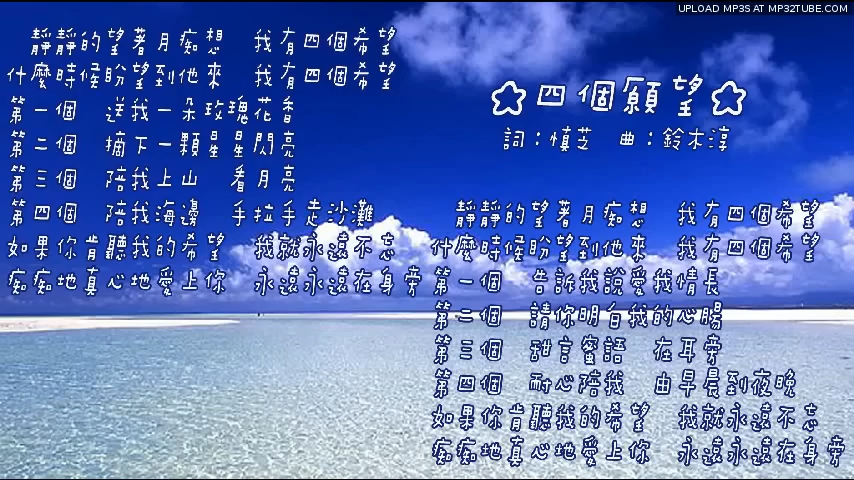 UPLOAD MP3S AT MP32TUBE.COM
☆四個願望☆
詞：慎芝 曲：鈴木淳
靜靜的望著月痴想 我有四個希望
什麼時候盼望到他來 我有四個希望
第一個 送我一朵玫瑰花香
第二個 摘下一顆星星閃亮
第三個 陪我上山 看月亮
第四個 陪我海邊 手拉手走沙灘
如果你肯聽我的希望 我就永遠不忘
痴痴地真心地愛上你 永遠永遠在身旁
靜靜的望著月痴想 我有四個希望
什麼時候盼望到他來 我有四個希望
第一個 告訴我說愛我情長
第二個 請你明白我的心腸
第三個 甜言蜜語 在耳旁
第四個 耐心陪我 由早晨到夜晚
如果你肯聽我的希望 我就永遠不忘
痴痴地真心地愛上你 永遠永遠在身旁